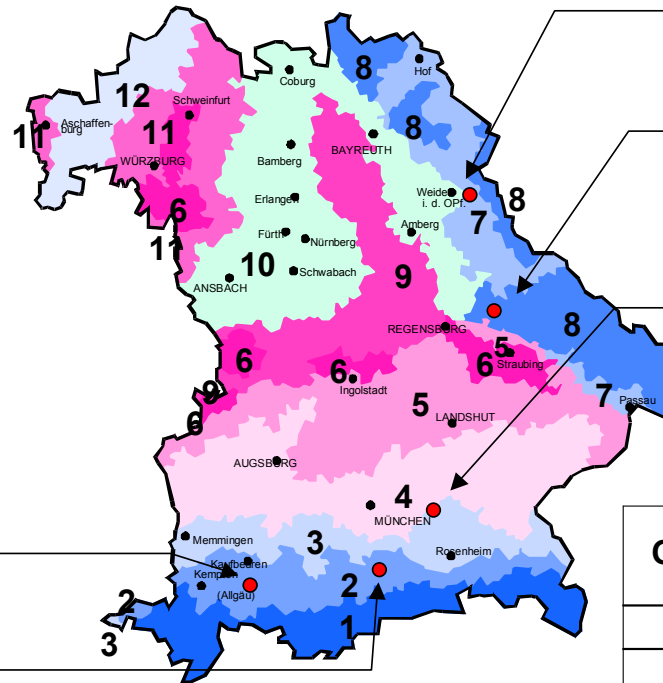 8
Hof
Coburg
12
Schweinfurt
11
Aschaffen-
burg
11
8
BAYREUTH
WÜRZBURG
Bamberg
Weiden
i. d. OPf.
8
Erlangen
6
7
Amberg
Fürth
Nürnberg
11
10
Schwabach
9
ANSBACH
REGENSBURG
8
5
6
6
6
Straubing
Ingolstadt
9
7
5
Passau
6
LANDSHUT
AUGSBURG
4
MÜNCHEN
Memmingen
3
Rosenheim
Kaufbeuren
Kempten
(Allgäu)
2
2
1
3